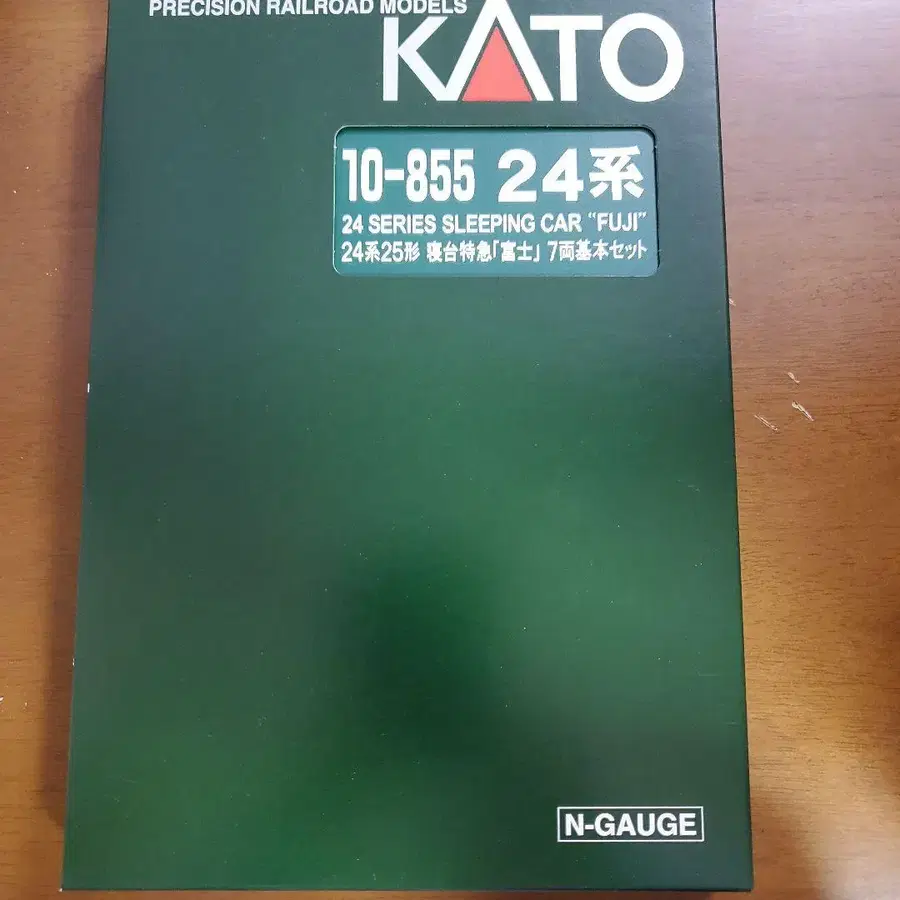 PRECISION RAILROAD MODELS
KATO
10-855 24系
24 SERIES SLEEPING CAR "FUJI"
24系25形 寝台特急「富士」 7両基本セット
N-GAUGE